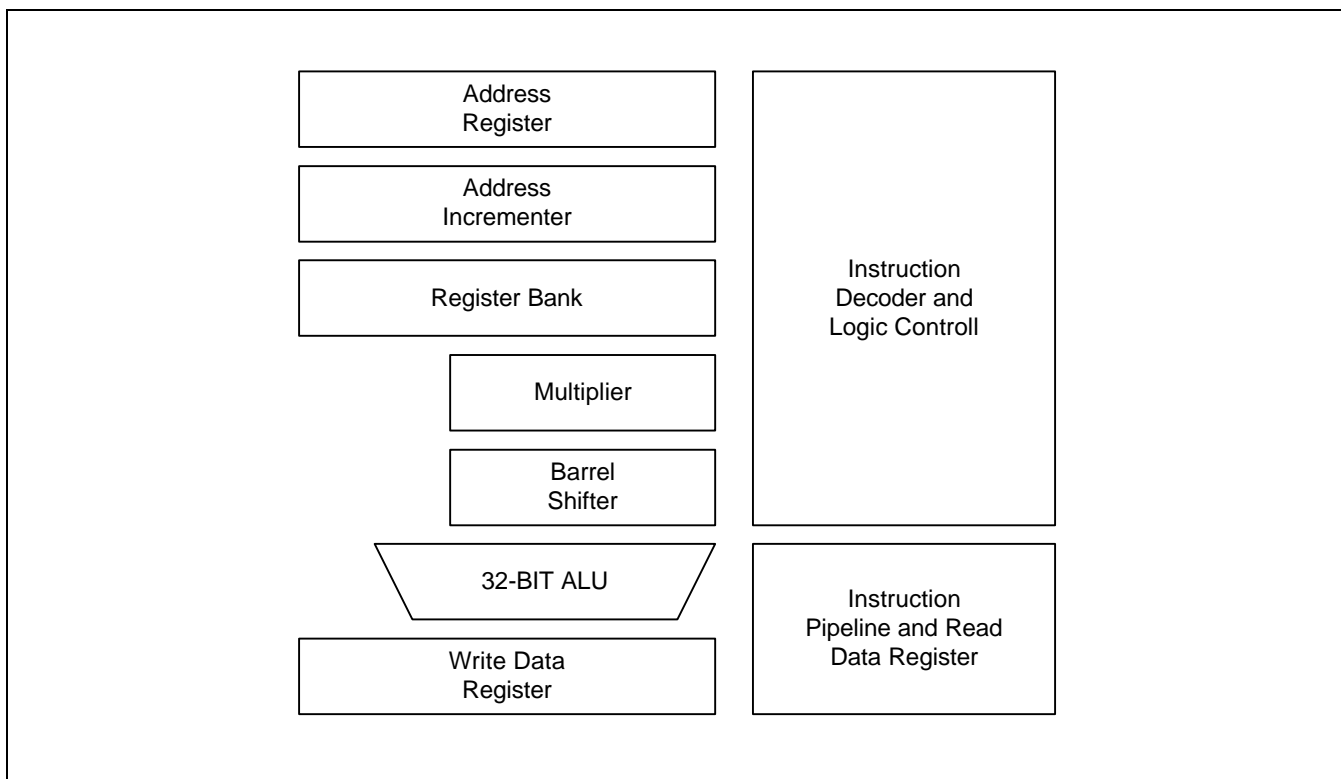 Address
Register
Address
Incrementer
Register Bank
Multiplier
Barrel
Shifter
32-BIT ALU
Write Data
Register
Instruction
Decoder and
Logic Controll
Instruction
Pipeline and Read
Data Register